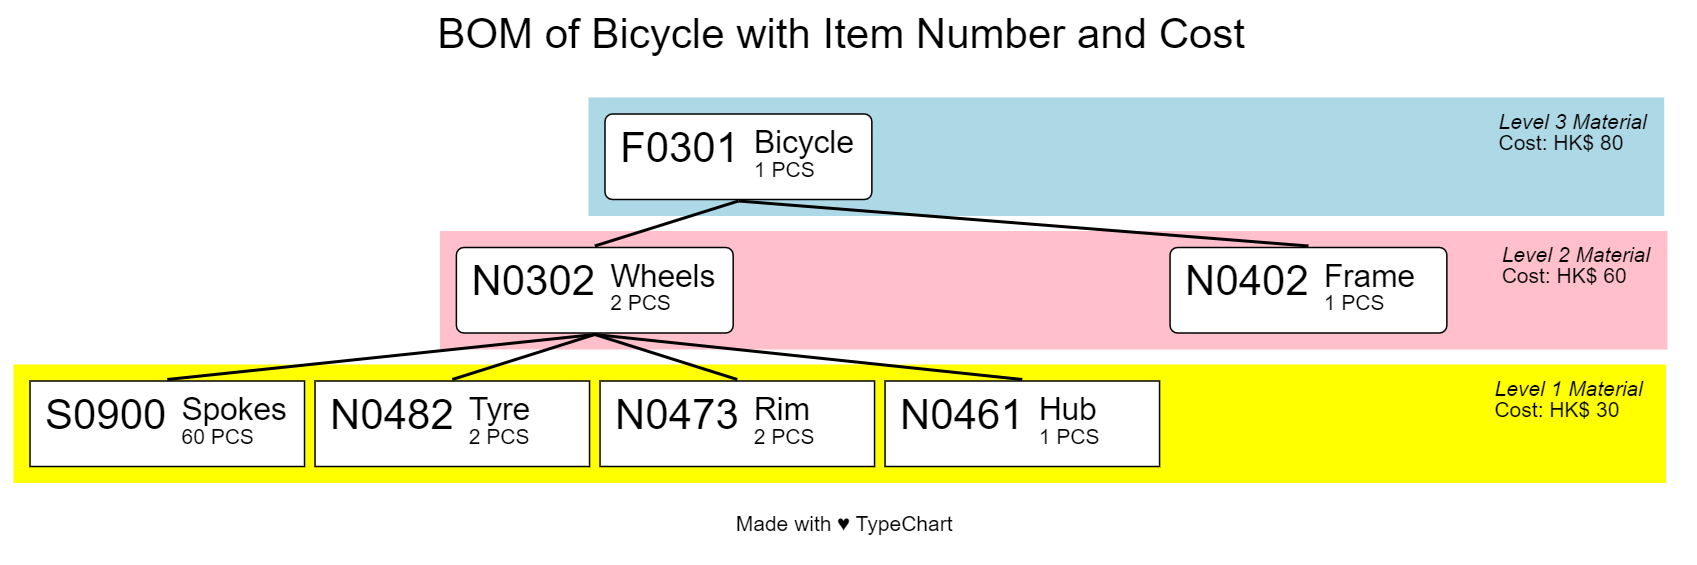 BOM of Bicycle with Item Number and Cost
Level 3 Material
Cost: HK$ 80
F0301 Bicycle
1 PCS
Level 2 Material
Cost: HK$ 60
N0302 Wheels
2 PCS
N0402 Frame
1 PCS
Level 1 Material
Cost: HK$ 30
S0900 Spokes
60 PCS
N0482 Tyre
2 PCS
N0473 Rim
2 PCS
N0461 Hub
1 PCS
Made with ♥ TypeChart